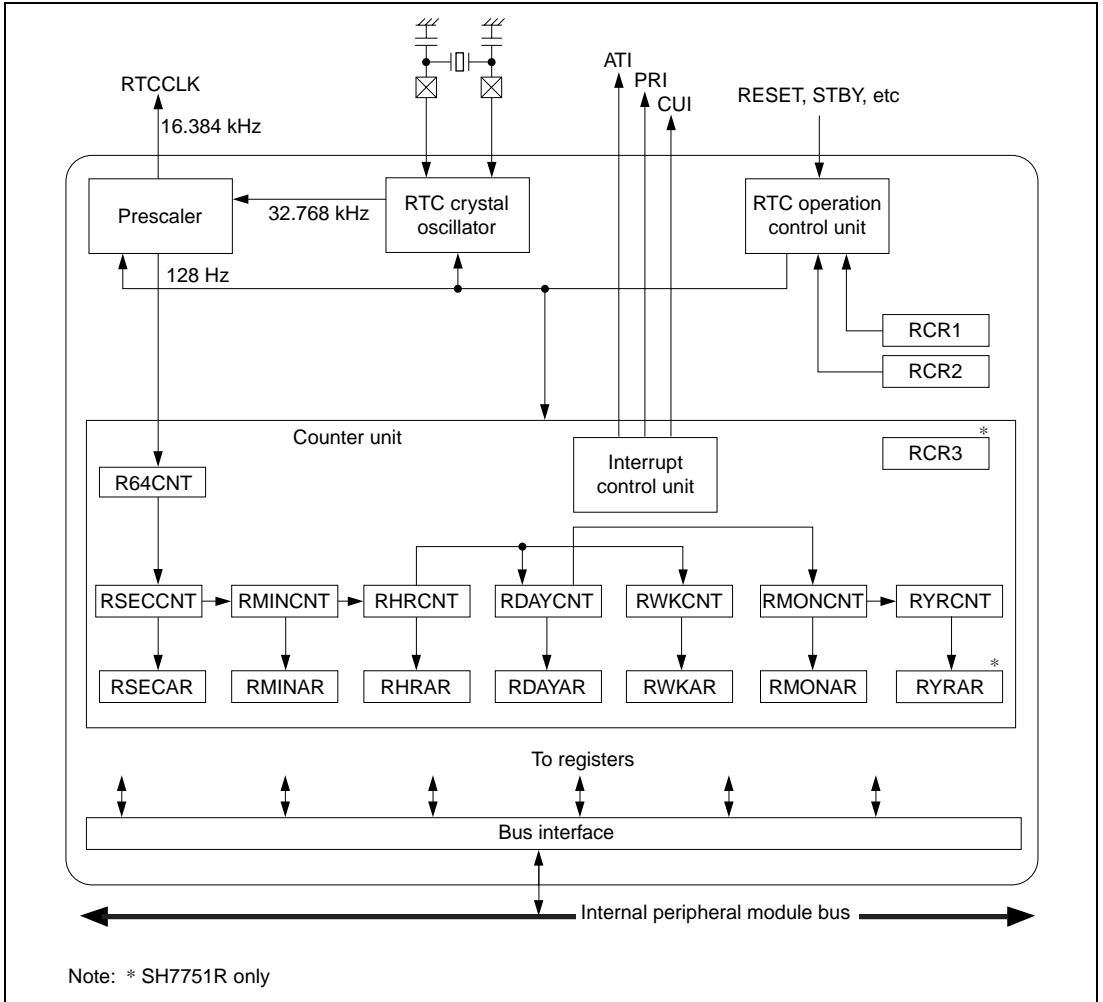 ATI
PRI
CUI
RTCCLK
16.384 kHz
RESET, STBY, etc
Prescaler
32.768 kHz
RTC crystal
oscillator
RTC operation
control unit
128 Hz
RCR1
RCR2
Counter unit
Interrupt
control unit
*
RCR3
R64CNT
RSECCNT
RMINCNT
RHRCNT
RDAYCNT
RWKCNT
RMONCNT
RYRCNT
RSECAR
RMINAR
RHRAR
RDAYAR
RWKAR
RMONAR
*
RYRAR
To registers
Bus interface
Internal peripheral module bus
Note: * SH7751R only